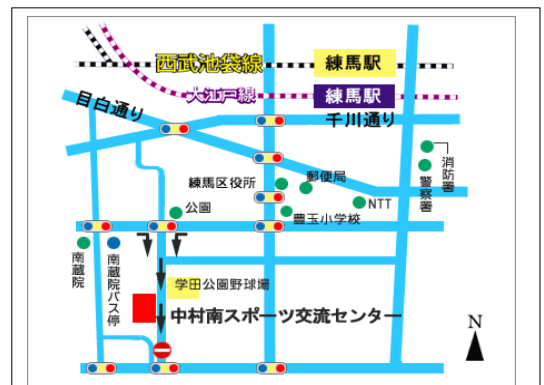 西武池袋線
練馬駅
大江戸線
練馬駅
目白通り
千川通り
消防署
警察署
練馬区役所
郵便局
NTT
公園
豊玉小学校
南蔵院
南蔵院バス停
学田公園野球場
中村南スポーツ交流センター
N